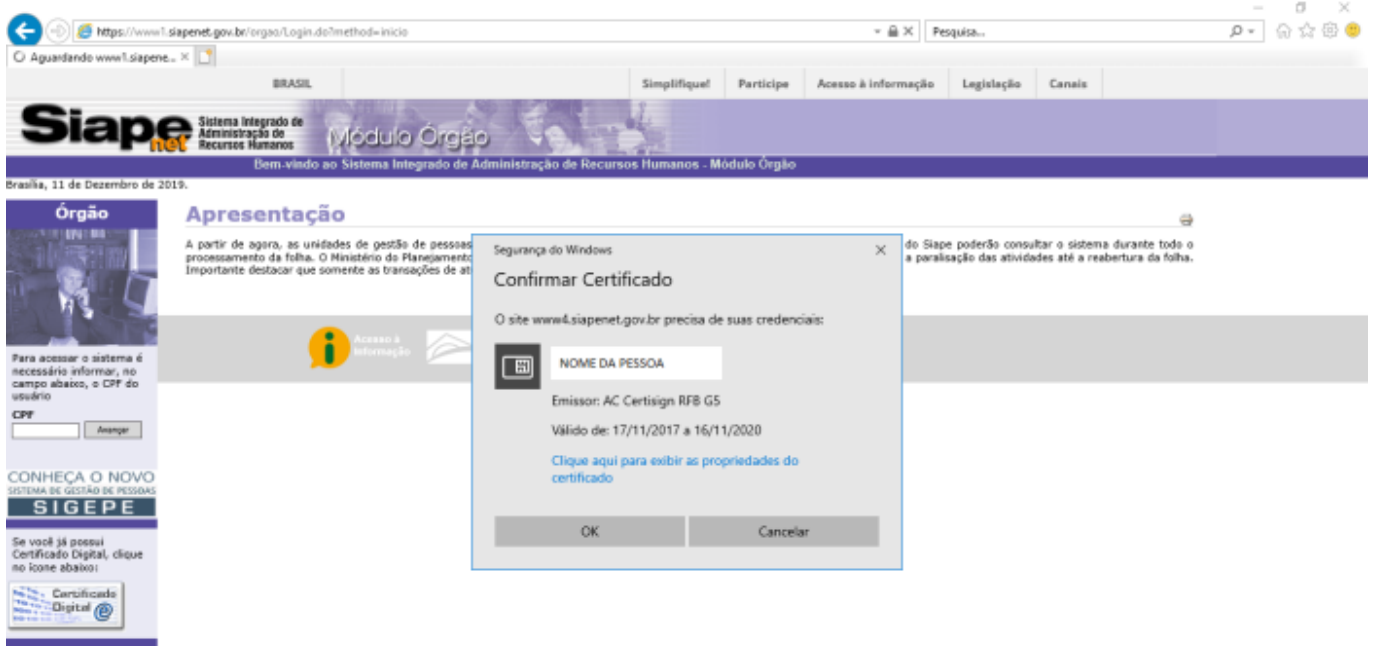 https://www1.siapenet.gov.br/orgao/Login.do?method=inicio
Pesquisa...
Aguardando www1.siapene...
BRASIL
Simplifique!
Participe
Acesso à informação
Legislação
Canais
Siape
net
Sistema Integrado de
Administração de
Recursos Humanos
Módulo Órgão
Bem-vindo ao Sistema Integrado de Administração de Recursos Humanos - Módulo Órgão
Brasília, 11 de Dezembro de 2019.
Órgão
Apresentação
A partir de agora, as unidades de gestão de pessoas
do Siape poderão consultar o sistema durante todo o
processamento da folha. O Ministério do Planejamento
a paralisação das atividades até a reabertura da folha.
Importante destacar que somente as transações de at
Segurança do Windows
Confirmar Certificado
O site www4.siapenet.gov.br precisa de suas credenciais:
NOME DA PESSOA
Emissor: AC Certisign RFB G5
Válido de: 17/11/2017 a 16/11/2020
Clique aqui para exibir as propriedades do
certificado
OK
Cancelar
Acesso à
Informação
Para acessar o sistema é
necessário informar, no
campo abaixo, o CPF do
usuário
CPF
Avançar
CONHEÇA O NOVO
SISTEMA DE GESTÃO DE PESSOAS
SIGEPE
Se você já possui
Certificado Digital, clique
no ícone abaixo:
Certificado
Digital